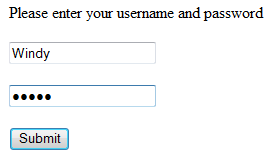 Please enter your username and password
Windy
•••••
Submit